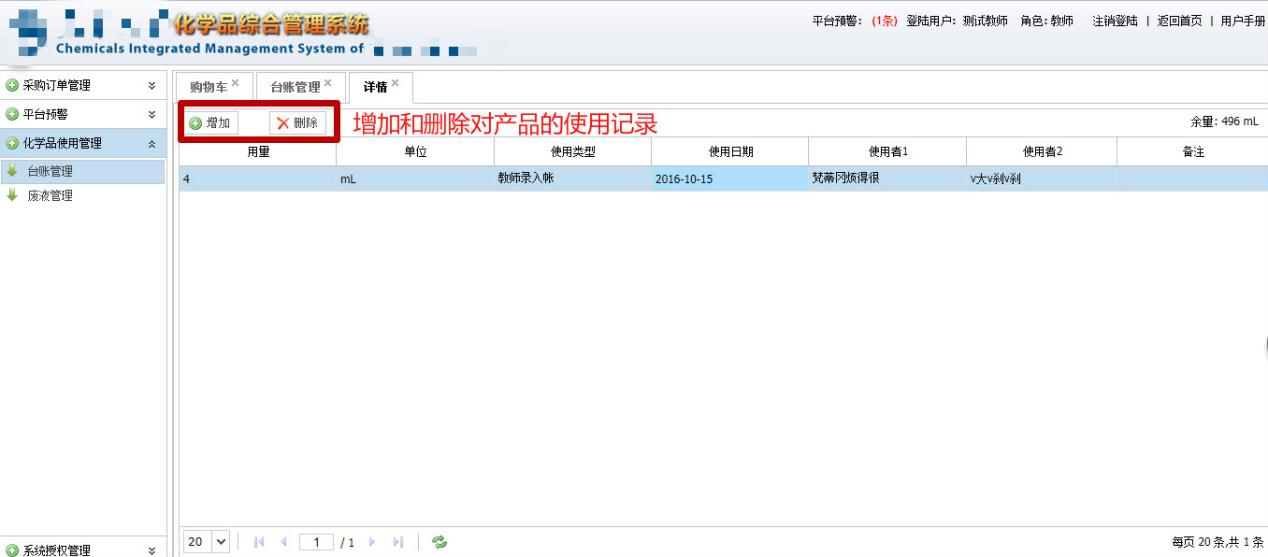 化学品综合管理系统
Chemicals Integrated Management System of
平台预警： (1条) 登陆用户： 测试教师 角色：教师 注销登陆 | 返回首页 | 用户手册
采购订单管理
平台预警
化学品使用管理
台账管理
废液管理
系统授权管理
购物车 台账管理 详情
增加 删除 增加和删除对产品的使用记录 余量：496 mL
用量 单位 使用类型 使用日期 使用者1 使用者2 备注
4 mL 教师录入帐 2016-10-15 梵蒂冈烦得很 v大v刹v刹
20 1 / 1 每页 20 条,共 1 条